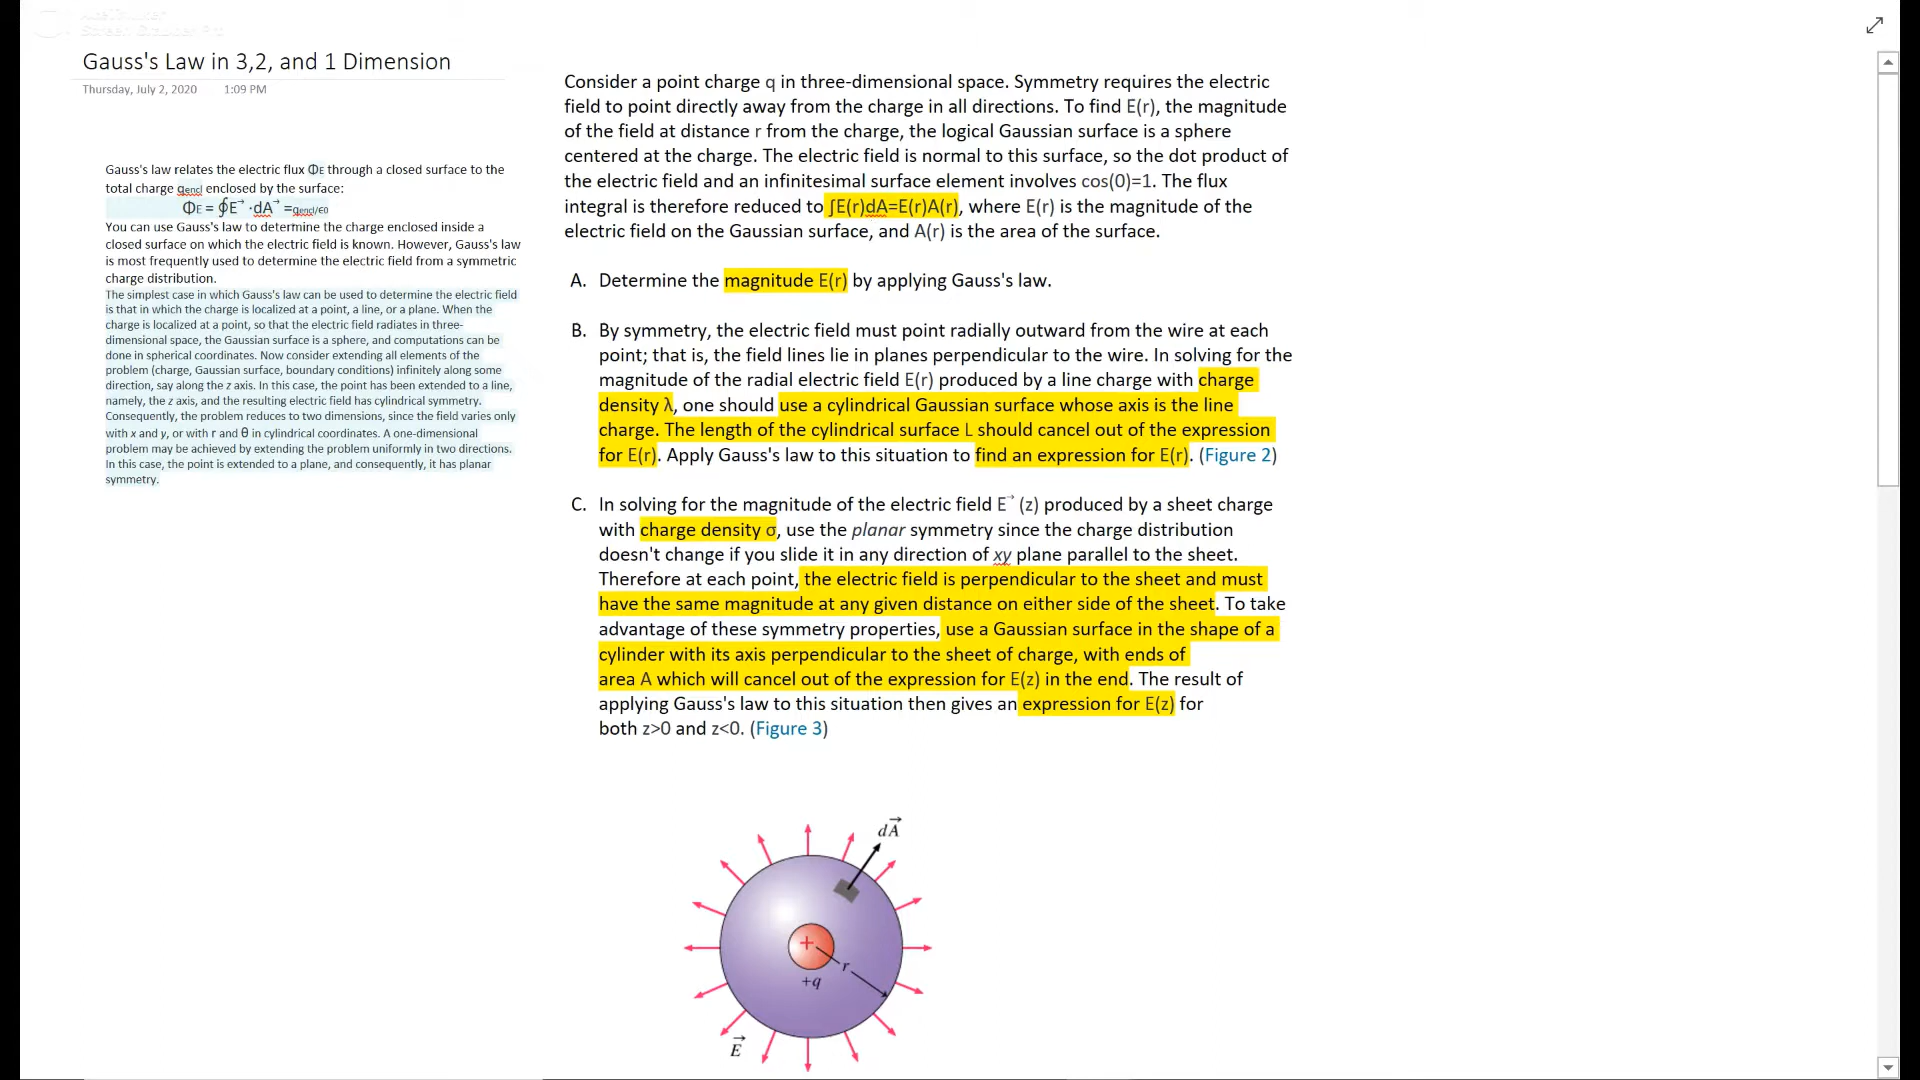 Gauss's Law in 3,2, and 1 Dimension
Thursday, July 2, 2020 1:09 PM
Gauss's law relates the electric flux ΦE through a closed surface to the
total charge qencl enclosed by the surface:
ΦE = ∮E→ ·dA→ =qencl/ϵ0
You can use Gauss's law to determine the charge enclosed inside a
closed surface on which the electric field is known. However, Gauss's law
is most frequently used to determine the electric field from a symmetric
charge distribution.
The simplest case in which Gauss's law can be used to determine the electric field
is that in which the charge is localized at a point, a line, or a plane. When the
charge is localized at a point, so that the electric field radiates in three-
dimensional space, the Gaussian surface is a sphere, and computations can be
done in spherical coordinates. Now consider extending all elements of the
problem (charge, Gaussian surface, boundary conditions) infinitely along some
direction, say along the z axis. In this case, the point has been extended to a line,
namely, the z axis, and the resulting electric field has cylindrical symmetry.
Consequently, the problem reduces to two dimensions, since the field varies only
with x and y, or with r and θ in cylindrical coordinates. A one-dimensional
problem may be achieved by extending the problem uniformly in two directions.
In this case, the point is extended to a plane, and consequently, it has planar
symmetry.
Consider a point charge q in three-dimensional space. Symmetry requires the electric
field to point directly away from the charge in all directions. To find E(r), the magnitude
of the field at distance r from the charge, the logical Gaussian surface is a sphere
centered at the charge. The electric field is normal to this surface, so the dot product of
the electric field and an infinitesimal surface element involves cos(0)=1. The flux
integral is therefore reduced to ∫E(r)dA=E(r)A(r), where E(r) is the magnitude of the
electric field on the Gaussian surface, and A(r) is the area of the surface.
A. Determine the magnitude E(r) by applying Gauss's law.
B. By symmetry, the electric field must point radially outward from the wire at each
point; that is, the field lines lie in planes perpendicular to the wire. In solving for the
magnitude of the radial electric field E(r) produced by a line charge with charge
density λ, one should use a cylindrical Gaussian surface whose axis is the line
charge. The length of the cylindrical surface L should cancel out of the expression
for E(r). Apply Gauss's law to this situation to find an expression for E(r). (Figure 2)
C. In solving for the magnitude of the electric field E→ (z) produced by a sheet charge
with charge density σ, use the planar symmetry since the charge distribution
doesn't change if you slide it in any direction of xy plane parallel to the sheet.
Therefore at each point, the electric field is perpendicular to the sheet and must
have the same magnitude at any given distance on either side of the sheet. To take
advantage of these symmetry properties, use a Gaussian surface in the shape of a
cylinder with its axis perpendicular to the sheet of charge, with ends of
area A which will cancel out of the expression for E(z) in the end. The result of
applying Gauss's law to this situation then gives an expression for E(z) for
both z>0 and z<0. (Figure 3)
dA→
+
r
+q
E→